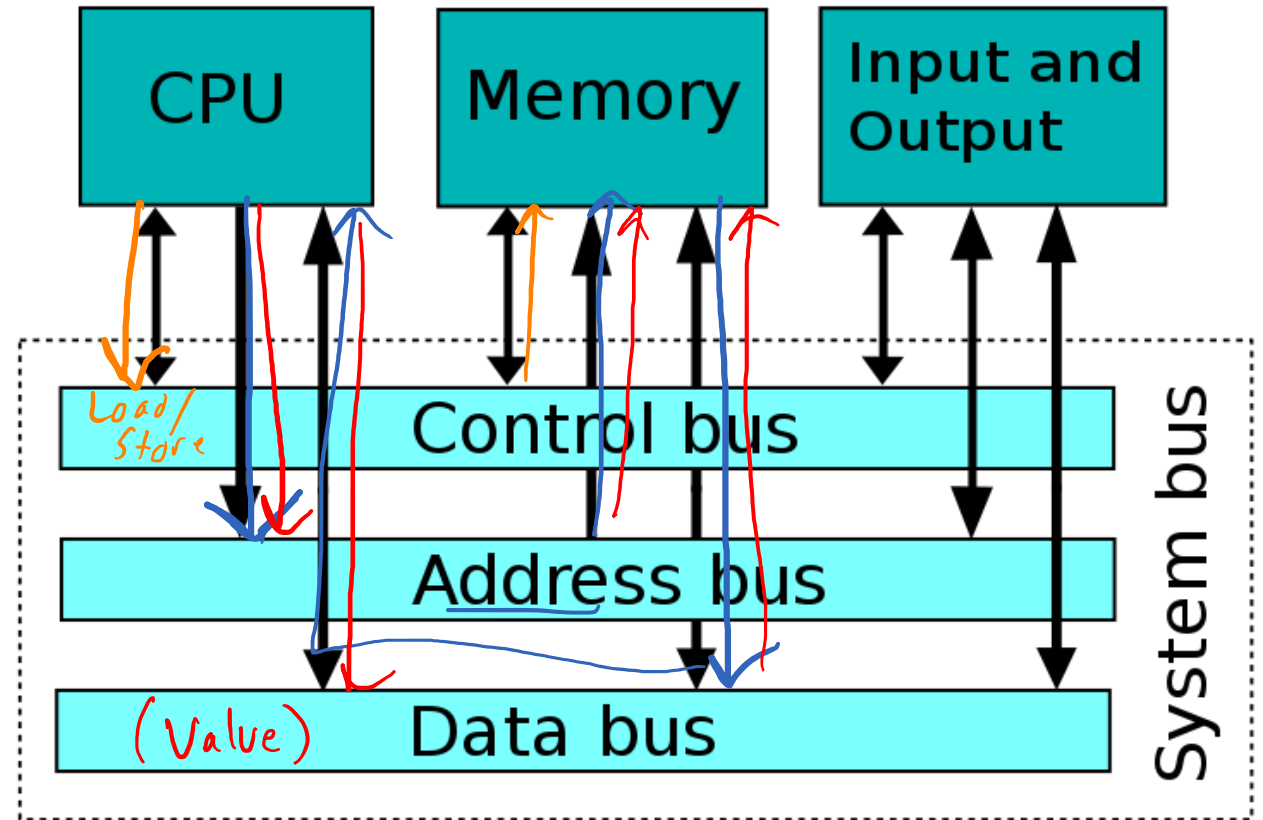 CPU
Memory
Input and
Output
Load/
Store
Control bus
Address bus
(Value)
Data bus
System bus